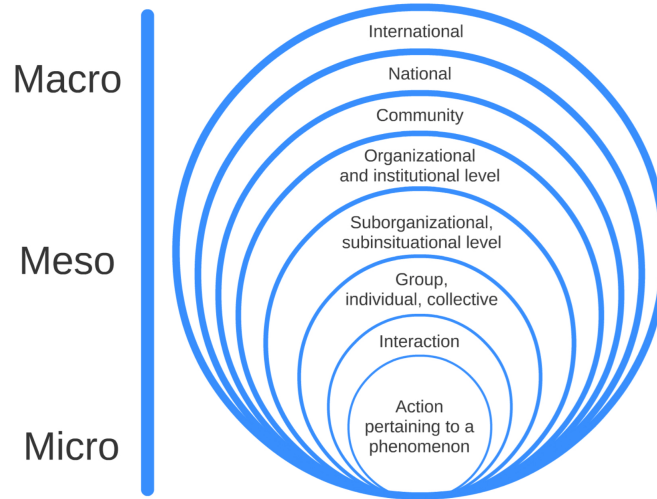 Macro
Meso
Micro
International
National
Community
Organizational
and institutional level
Suborganizational,
subinsituational level
Group,
individual, collective
Interaction
Action
pertaining to a
phenomenon